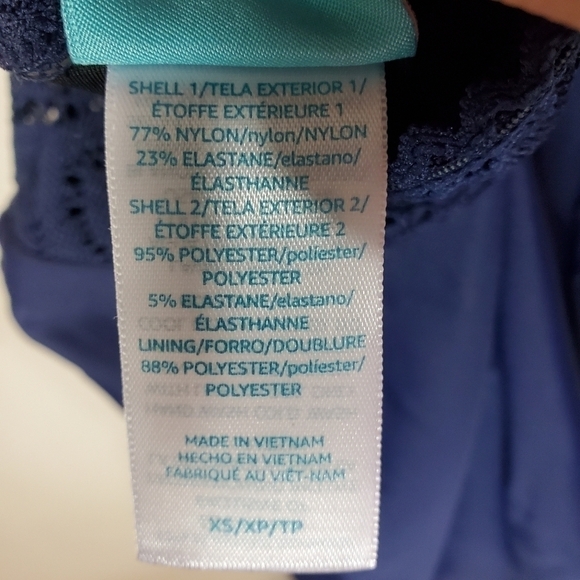 SHELL 1/TELA EXTERIOR 1/
ÉTOFFE EXTÉRIEURE 1
77% NYLON/nylon/NYLON
23% ELASTANE/elastano/
ÉLASTHANNE
SHELL 2/TELA EXTERIOR 2/
ÉTOFFE EXTÉRIEURE 2
95% POLYESTER/poliester/
POLYESTER
5% ELASTANE/elastano/
ÉLASTHANNE
LINING/FORRO/DOUBLURE
88% POLYESTER/poliester/
POLYESTER
MADE IN VIETNAM
HECHO EN VIETNAM
FABRIQUÉ AU VIÊT-NAM
XS/XP/TP